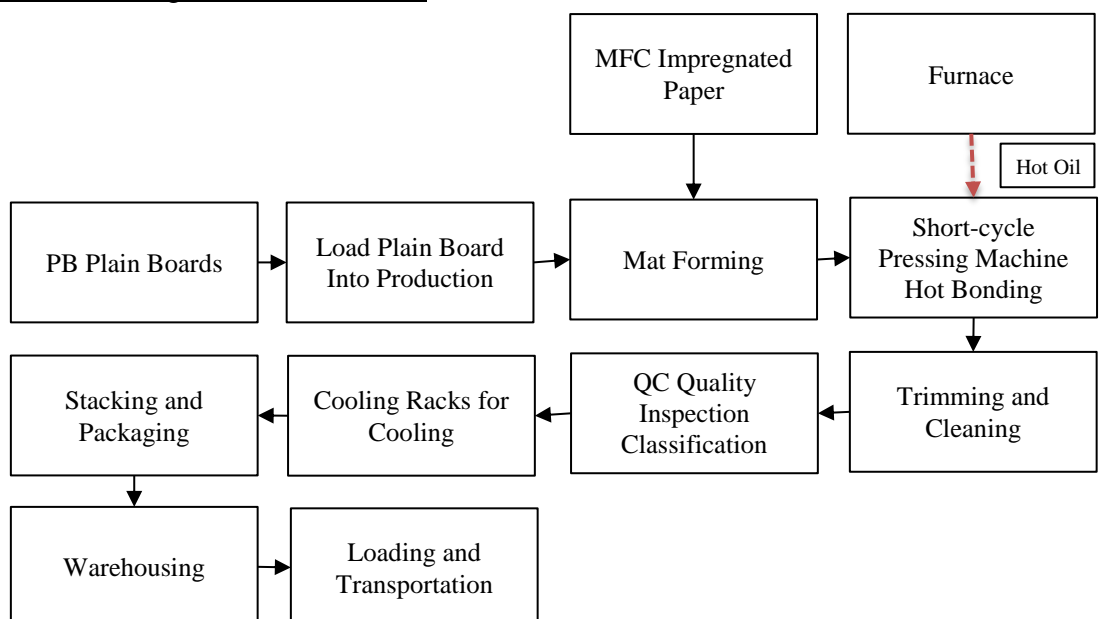 MFC Impregnated
Paper
Furnace
Hot Oil
PB Plain Boards
Load Plain Board
Into Production
Mat Forming
Short-cycle
Pressing Machine
Hot Bonding
Stacking and
Packaging
Cooling Racks for
Cooling
QC Quality
Inspection
Classification
Trimming and
Cleaning
Warehousing
Loading and
Transportation